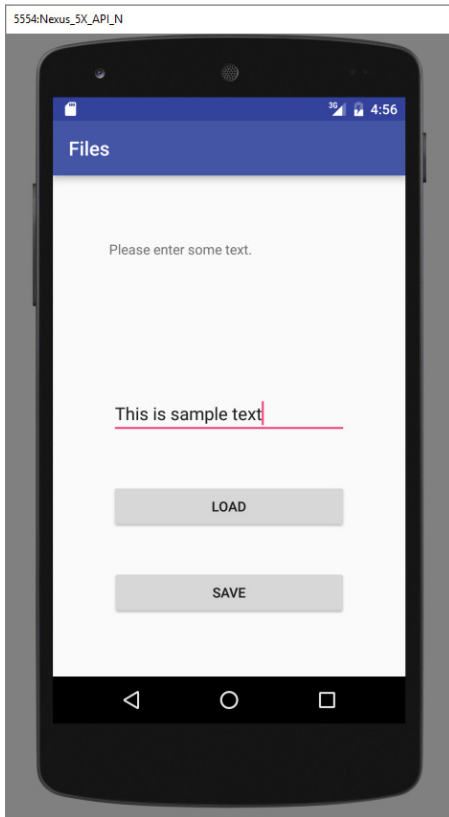 5554:Nexus_5X_API_N
3G 4:56
Files
Please enter some text.
This is sample text
LOAD
SAVE